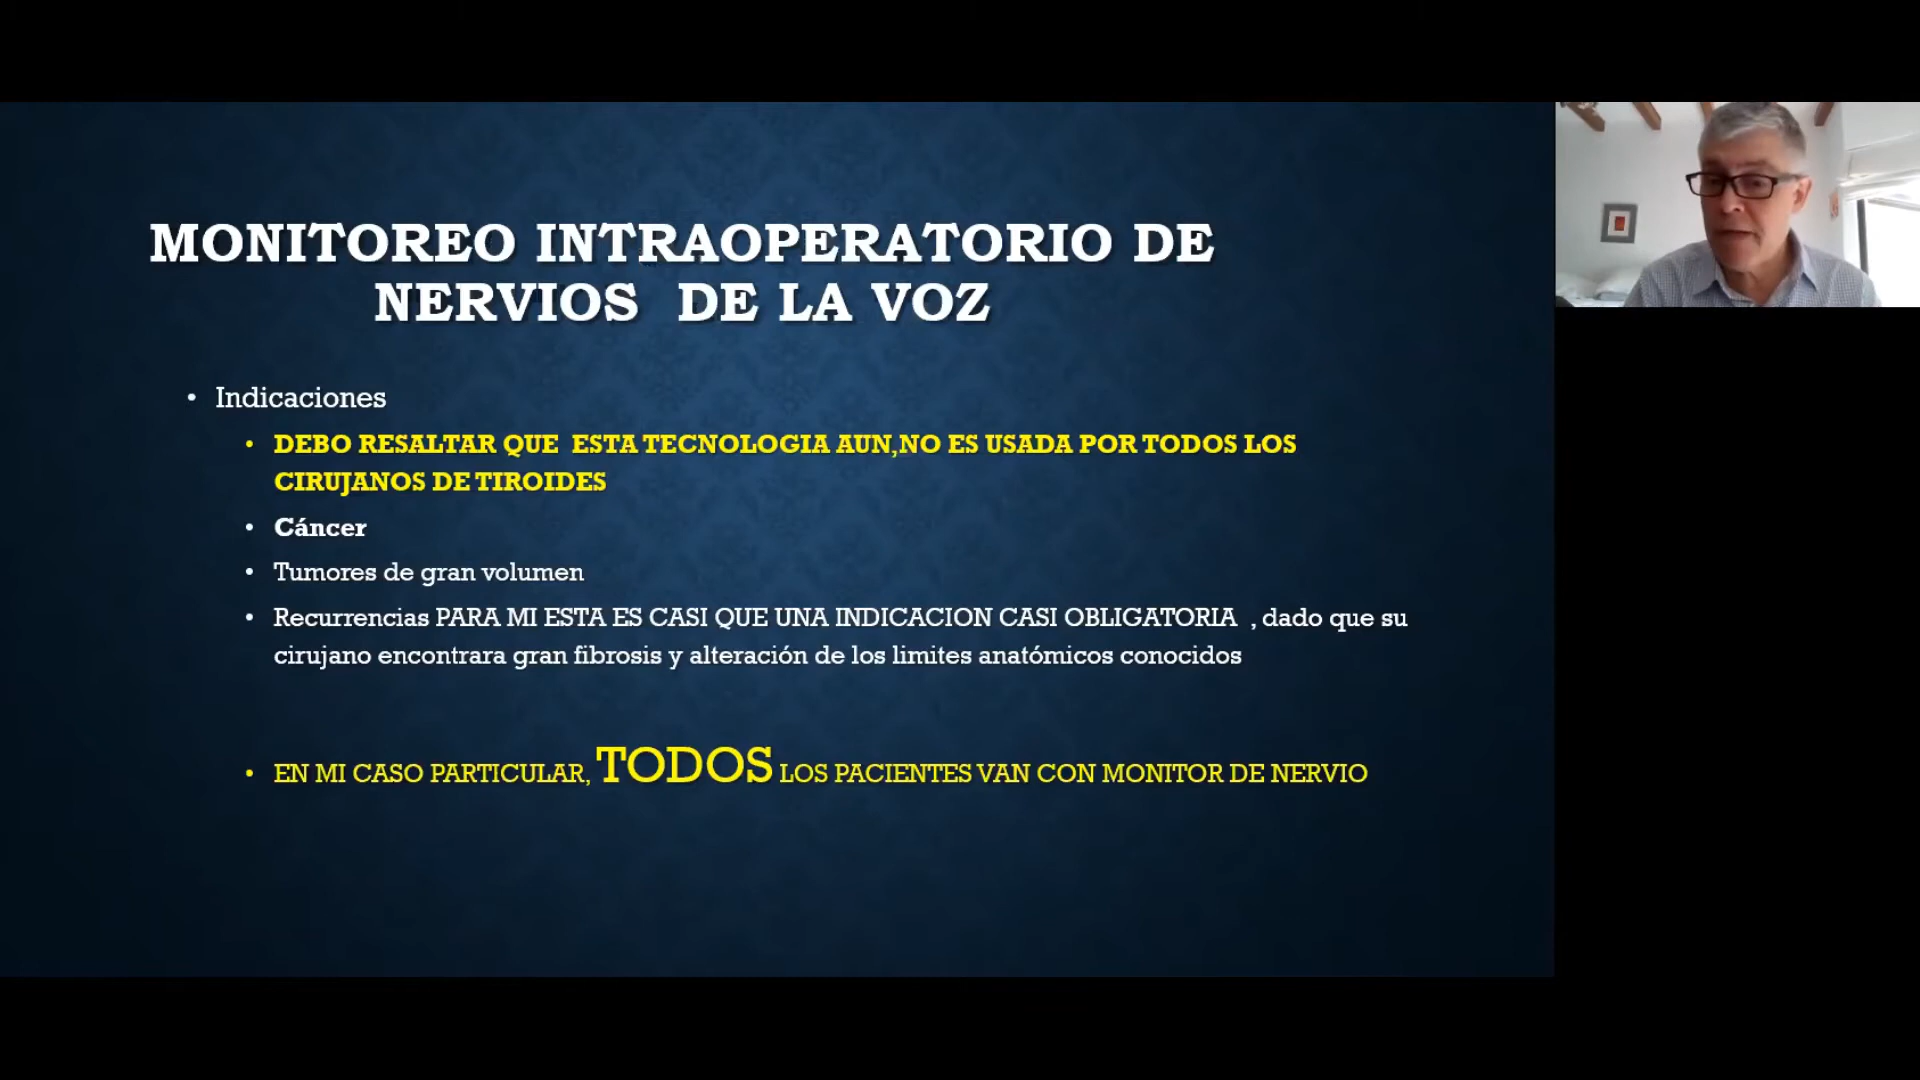 MONITOREO INTRAOPERATORIO DE
NERVIOS DE LA VOZ
• Indicaciones
• DEBO RESALTAR QUE ESTA TECNOLOGIA AUN,NO ES USADA POR TODOS LOS
CIRUJANOS DE TIROIDES
• Cáncer
• Tumores de gran volumen
• Recurrencias PARA MI ESTA ES CASI QUE UNA INDICACION CASI OBLIGATORIA , dado que su
cirujano encontrara gran fibrosis y alteración de los limites anatómicos conocidos
• EN MI CASO PARTICULAR, TODOS LOS PACIENTES VAN CON MONITOR DE NERVIO